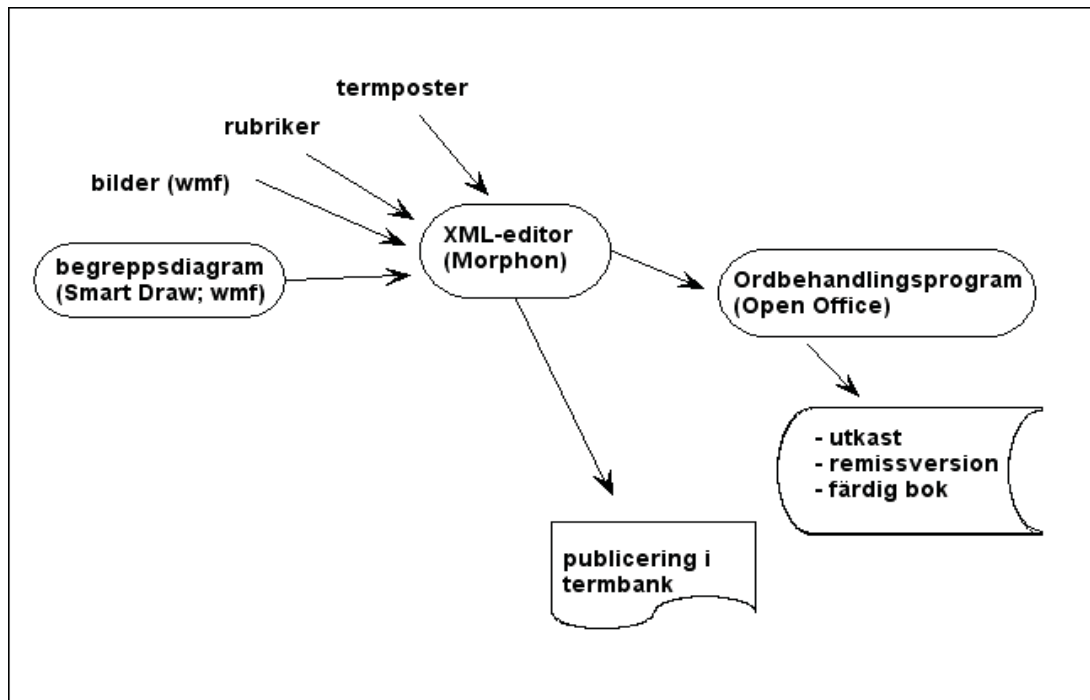 termposter
rubriker
bilder (wmf)
begreppsdiagram
(Smart Draw; wmf)
XML-editor
(Morphon)
Ordbehandlingsprogram
(Open Office)
- utkast
- remissversion
- färdig bok
publicering i
termbank